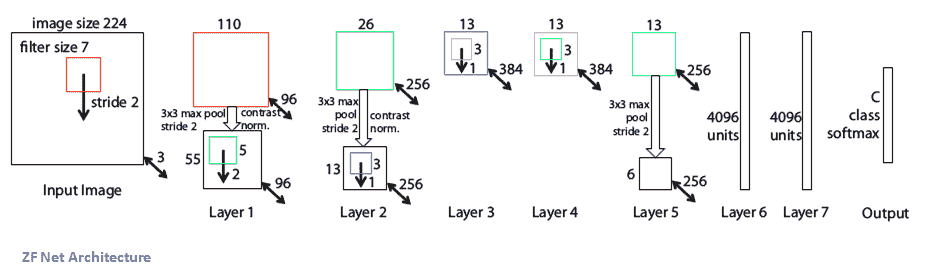 image size 224
filter size 7
stride 2
3
Input Image
110
96
3x3 max pool
stride 2
contrast
norm.
55
5
2
96
Layer 1
26
256
3x3 max
pool
stride 2
contrast
norm.
13
3
1
256
Layer 2
13
3
1
384
Layer 3
13
3
1
384
Layer 4
13
256
3x3 max
pool
stride 2
6
256
Layer 5
4096
units
Layer 6
4096
units
Layer 7
C
class
softmax
Output
ZF Net Architecture